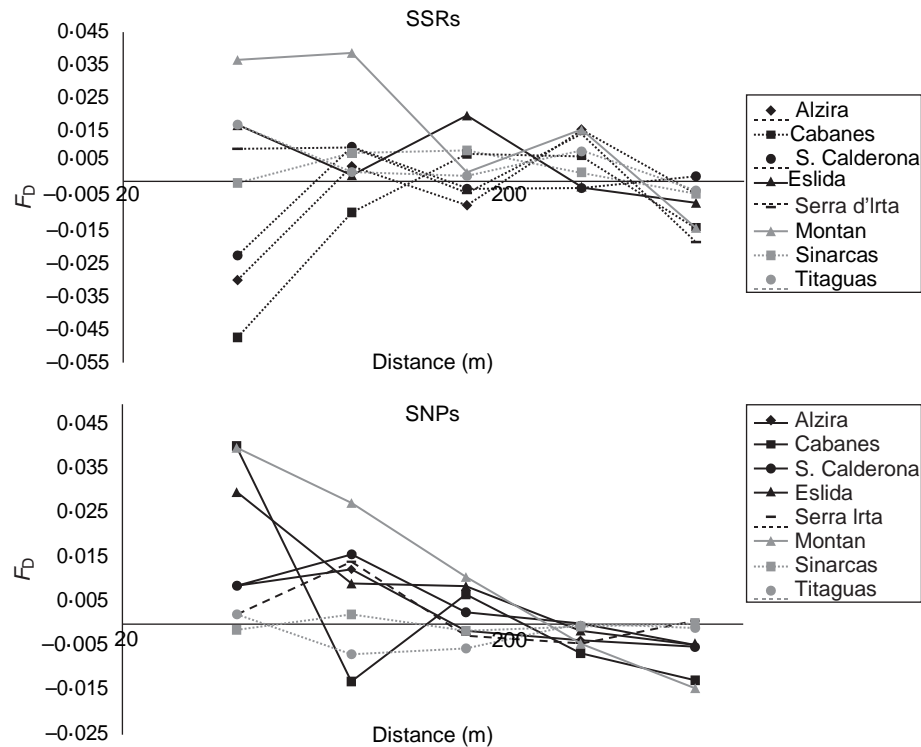 SSRs
0·045
0·035
0·025
0·015
0·005
−0·005
−0·015
−0·025
−0·035
−0·045
−0·055
F_D
20
200
Distance (m)
Alzira
Cabanes
S. Calderona
Eslida
Serra d'Irta
Montan
Sinarcas
Titaguas
SNPs
0·045
0·035
0·025
0·015
0·005
−0·005
−0·015
−0·025
F_D
20
200
Distance (m)
Alzira
Cabanes
S. Calderona
Eslida
Serra Irta
Montan
Sinarcas
Titaguas